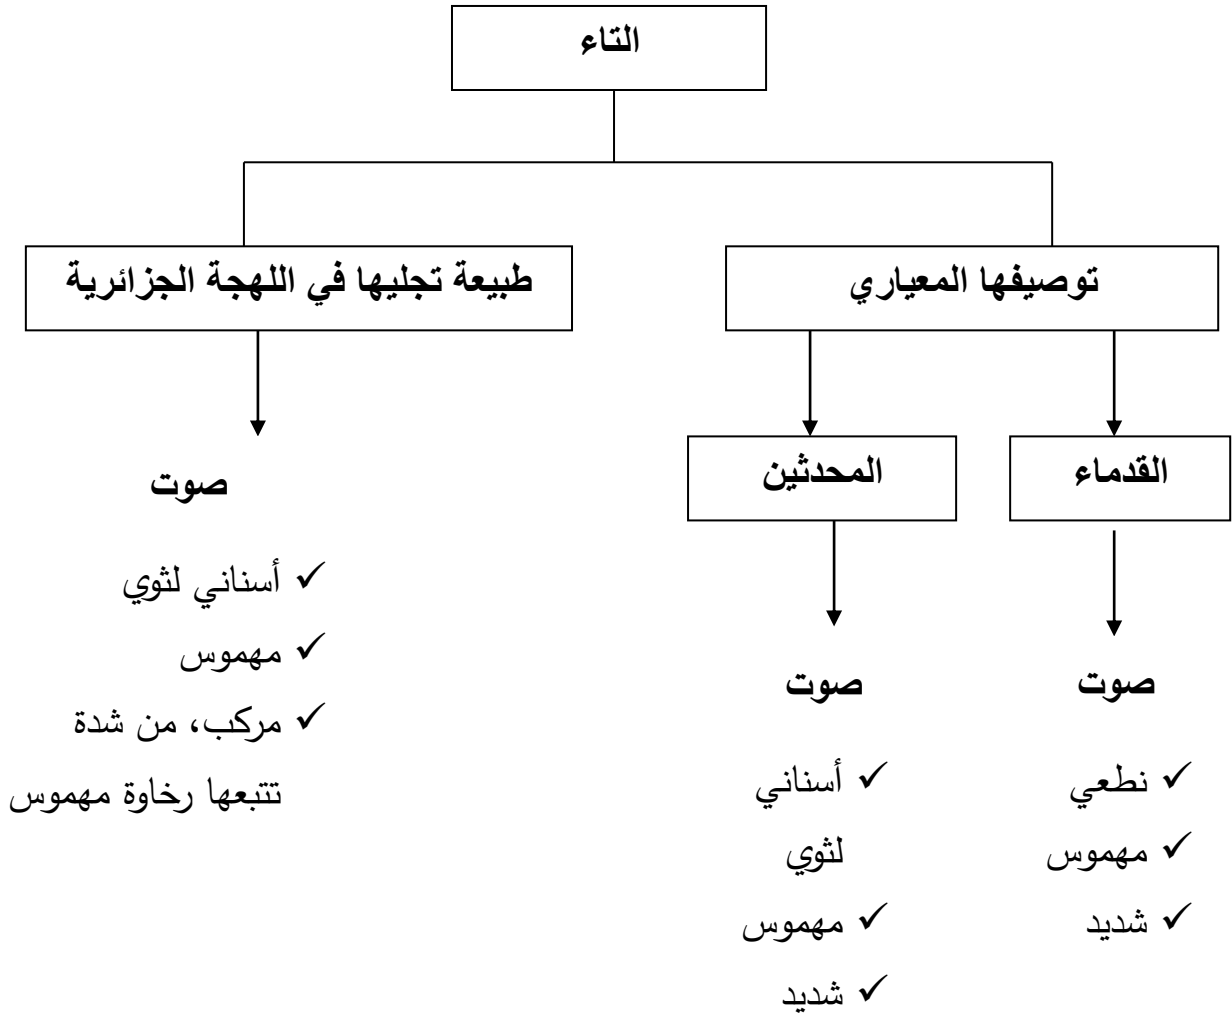 التاء
توصيفها المعياري
طبيعة تجليها في اللهجة الجزائرية
القدماء
المحدثين
صوت
✓ نطعي
✓ مهموس
✓ شديد
صوت
✓ أسناني
لثوي
✓ مهموس
✓ شديد
صوت
✓ أسناني لثوي
✓ مهموس
✓ مركب، من شدة
تتبعها رخاوة مهموس